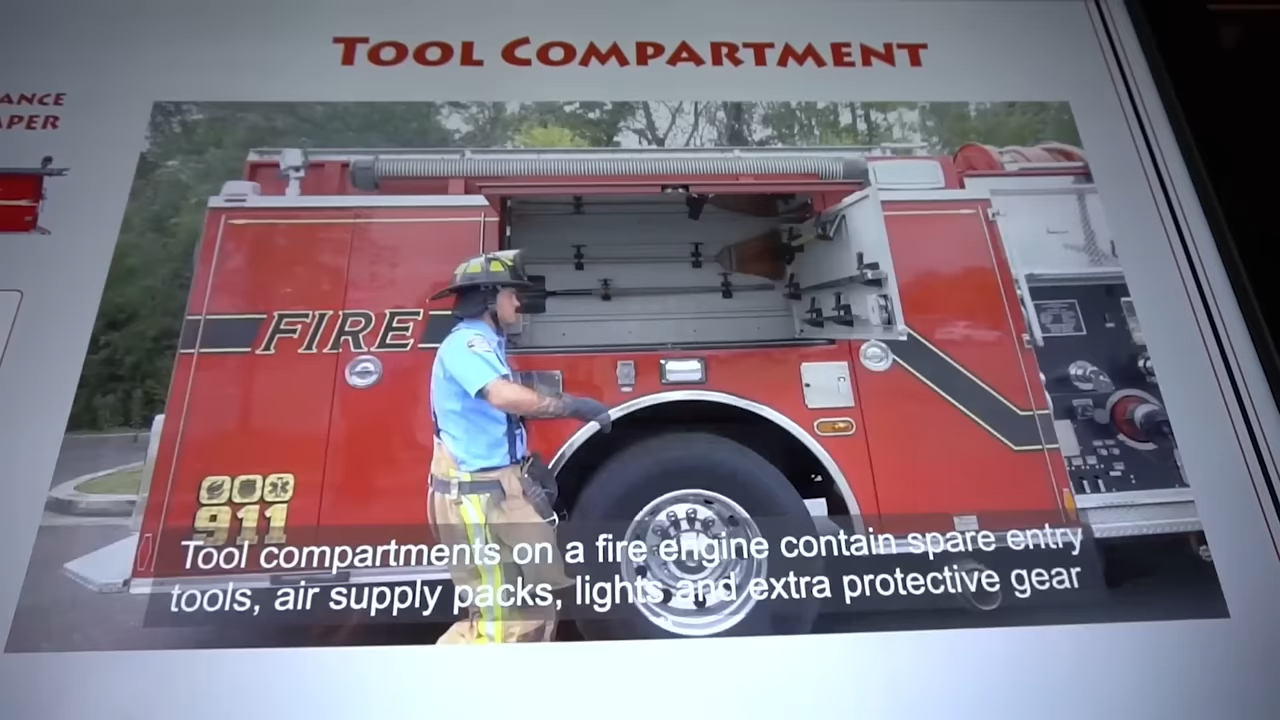 TOOL COMPARTMENT
ANCE
APER
FIRE
911
Tool compartments on a fire engine contain spare entry
tools, air supply packs, lights and extra protective gear